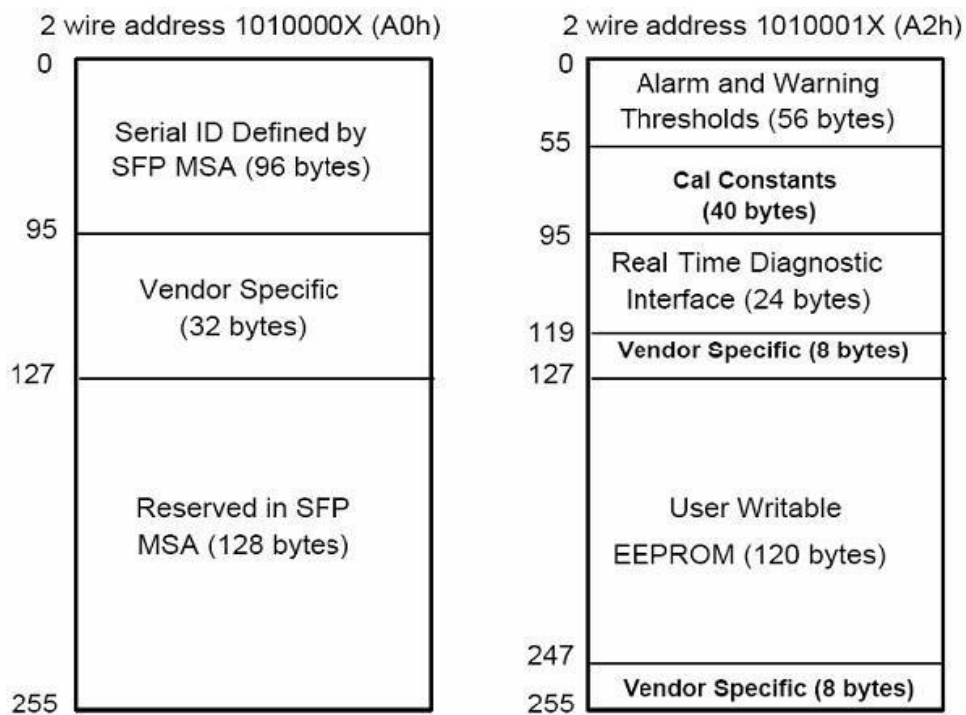 2 wire address 1010000X (A0h)
0
Serial ID Defined by
SFP MSA (96 bytes)
95
Vendor Specific
(32 bytes)
127
Reserved in SFP
MSA (128 bytes)
255
2 wire address 1010001X (A2h)
0
Alarm and Warning
Thresholds (56 bytes)
55
Cal Constants
(40 bytes)
95
Real Time Diagnostic
Interface (24 bytes)
119
Vendor Specific (8 bytes)
127
User Writable
EEPROM (120 bytes)
247
Vendor Specific (8 bytes)
255